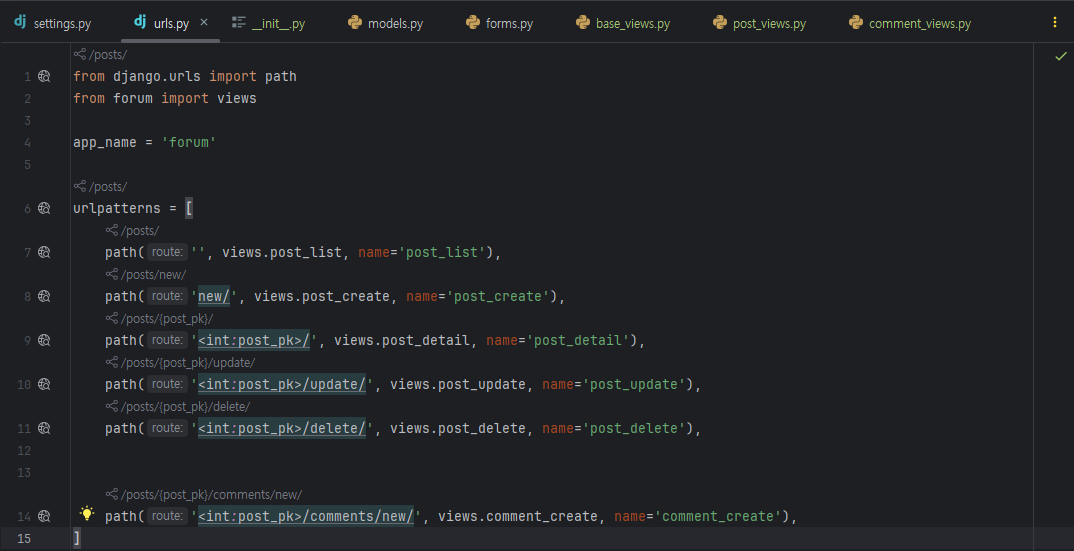 settings.py urls.py __init__.py models.py forms.py base_views.py post_views.py comment_views.py
/posts/
1 from django.urls import path
2 from forum import views
3
4 app_name = 'forum'
5
/posts/
6 urlpatterns = [
/posts/
7 path( route: '', views.post_list, name='post_list'),
/posts/new/
8 path( route: 'new/', views.post_create, name='post_create'),
/posts/{post_pk}/
9 path( route: '<int:post_pk>/', views.post_detail, name='post_detail'),
/posts/{post_pk}/update/
10 path( route: '<int:post_pk>/update/', views.post_update, name='post_update'),
/posts/{post_pk}/delete/
11 path( route: '<int:post_pk>/delete/', views.post_delete, name='post_delete'),
12
13
/posts/{post_pk}/comments/new/
14 path( route: '<int:post_pk>/comments/new/', views.comment_create, name='comment_create'),
15 ]